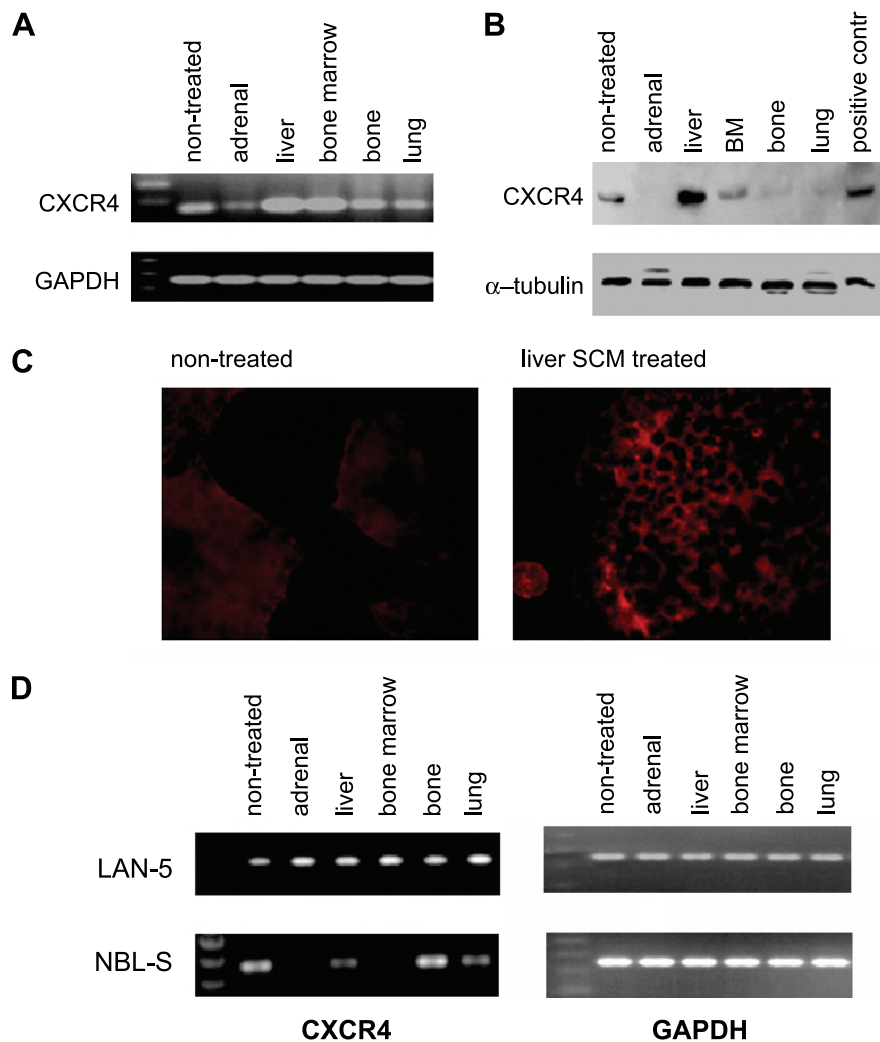 A
non-treated
adrenal
liver
bone marrow
bone
lung
CXCR4
GAPDH
B
non-treated
adrenal
liver
BM
bone
lung
positive contr
CXCR4
α–tubulin
C
non-treated
liver SCM treated
D
non-treated
adrenal
liver
bone marrow
bone
lung
non-treated
adrenal
liver
bone marrow
bone
lung
LAN-5
NBL-S
CXCR4
GAPDH